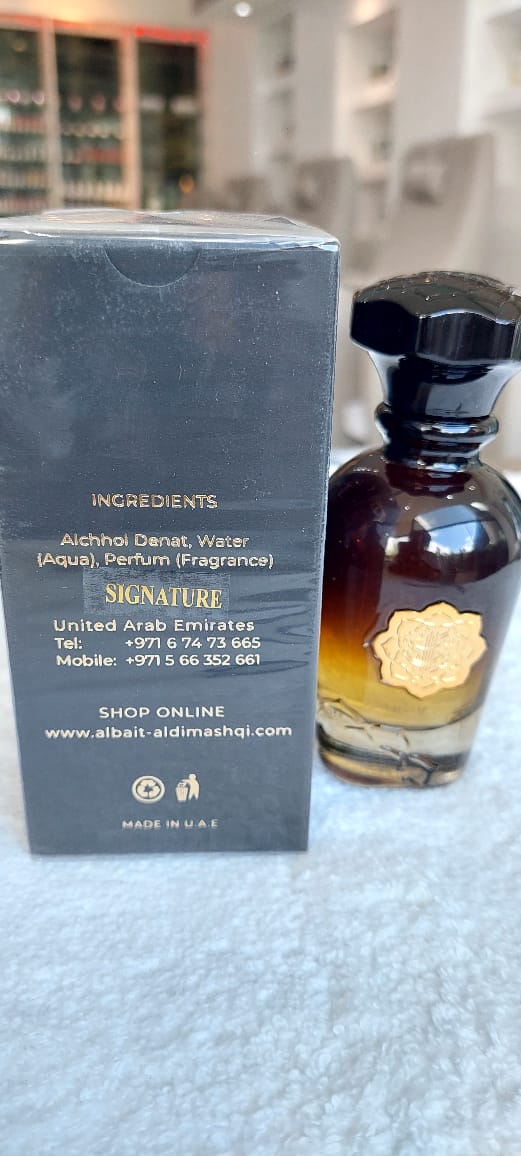 INGREDIENTS
Alchhol Denat, Water
(Aqua), Perfum (Fragrance)
SIGNATURE
United Arab Emirates
Tel: +971 6 74 73 665
Mobile: +971 5 66 352 661
SHOP ONLINE
www.albait-aldimashqi.com
MADE IN U.A.E